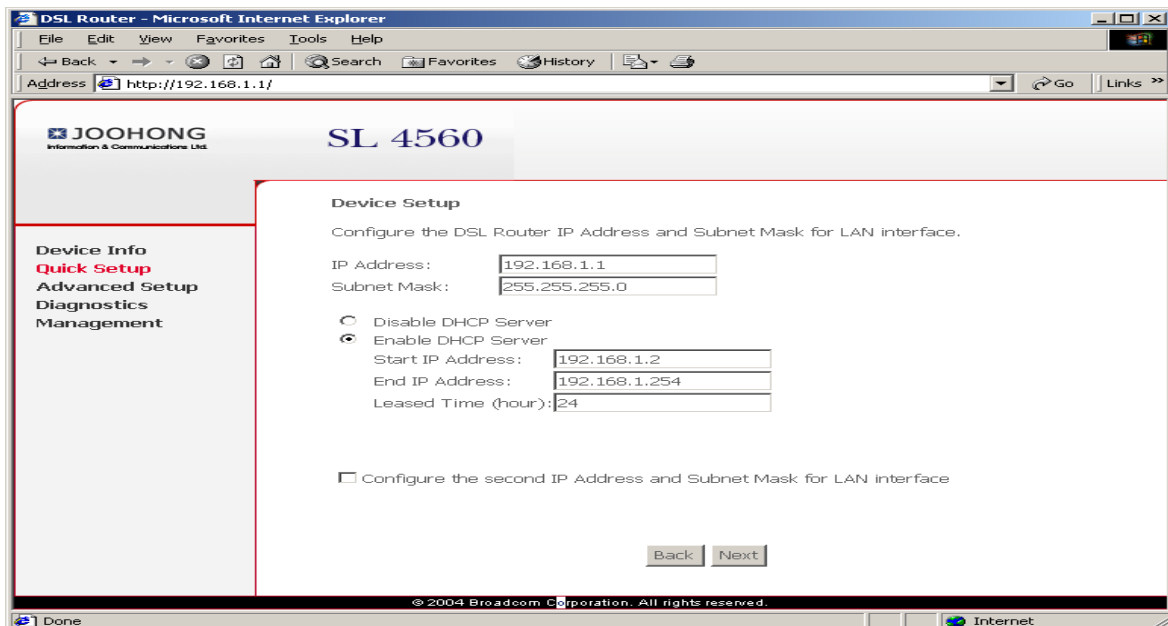 DSL Router - Microsoft Internet Explorer
File Edit View Favorites Tools Help
Back Search Favorites History
Address http://192.168.1.1/ Go Links »
JOOHONG
Information & Communications Ltd.
SL 4560
Device Setup
Configure the DSL Router IP Address and Subnet Mask for LAN interface.
Device Info
Quick Setup
Advanced Setup
Diagnostics
Management
IP Address: 192.168.1.1
Subnet Mask: 255.255.255.0
Disable DHCP Server
Enable DHCP Server
Start IP Address: 192.168.1.2
End IP Address: 192.168.1.254
Leased Time (hour): 24
Configure the second IP Address and Subnet Mask for LAN interface
Back Next
© 2004 Broadcom Corporation. All rights reserved.
Done Internet